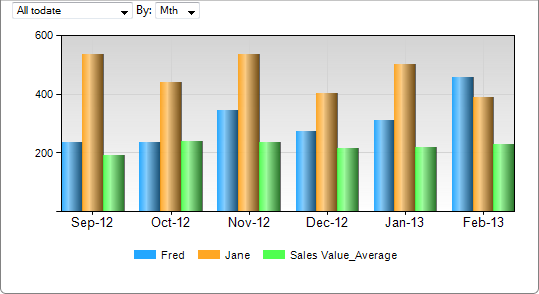 All todate By: Mth
600
400
200
Sep-12 Oct-12 Nov-12 Dec-12 Jan-13 Feb-13
Fred Jane Sales Value_Average